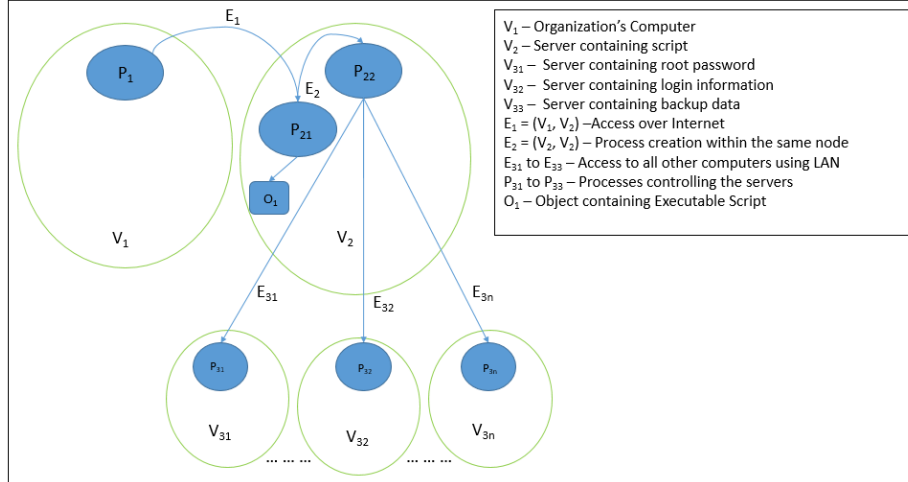 E₁
P₁
P₂₂
E₂
P₂₁
O₁
V₁
V₂
E₃₁
E₃₂
E₃ₙ
P₃₁
P₃₂
P₃ₙ
V₃₁
V₃₂
V₃ₙ
... ... ...
... ... ...
V₁ – Organization's Computer
V₂ – Server containing script
V₃₁ – Server containing root password
V₃₂ – Server containing login information
V₃₃ – Server containing backup data
E₁ = (V₁, V₂) –Access over Internet
E₂ = (V₂, V₂) – Process creation within the same node
E₃₁ to E₃₃ – Access to all other computers using LAN
P₃₁ to P₃₃ – Processes controlling the servers
O₁ – Object containing Executable Script